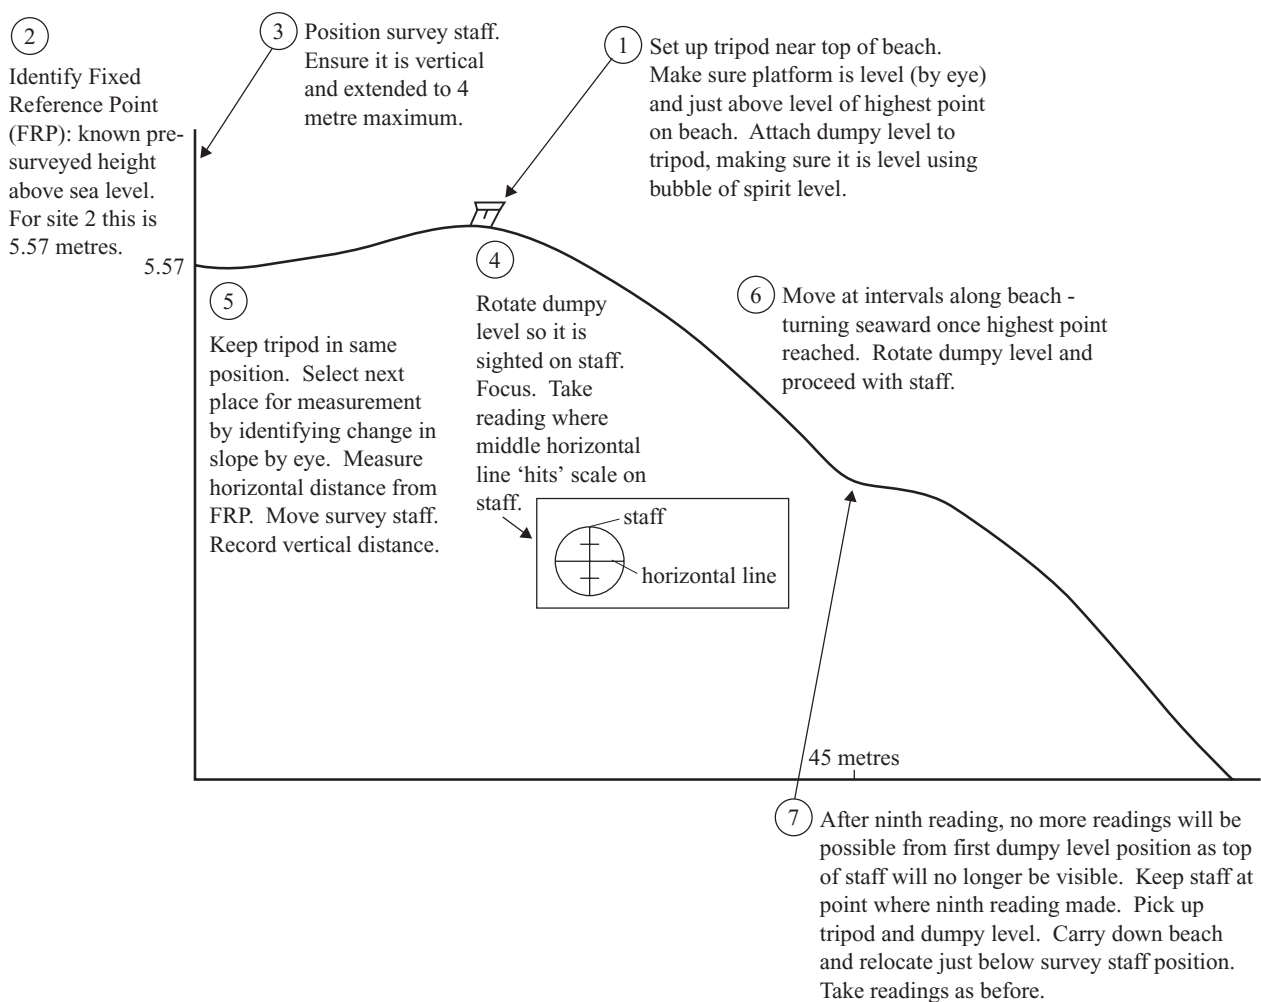 2
Identify Fixed
Reference Point
(FRP): known pre-
surveyed height
above sea level.
For site 2 this is
5.57 metres.
3
Position survey staff.
Ensure it is vertical
and extended to 4
metre maximum.
1
Set up tripod near top of beach.
Make sure platform is level (by eye)
and just above level of highest point
on beach. Attach dumpy level to
tripod, making sure it is level using
bubble of spirit level.
5.57
4
Rotate dumpy
level so it is
sighted on staff.
Focus. Take
reading where
middle horizontal
line ‘hits’ scale on
staff.
staff
horizontal line
5
Keep tripod in same
position. Select next
place for measurement
by identifying change in
slope by eye. Measure
horizontal distance from
FRP. Move survey staff.
Record vertical distance.
6
Move at intervals along beach -
turning seaward once highest point
reached. Rotate dumpy level and
proceed with staff.
45 metres
7
After ninth reading, no more readings will be
possible from first dumpy level position as top
of staff will no longer be visible. Keep staff at
point where ninth reading made. Pick up
tripod and dumpy level. Carry down beach
and relocate just below survey staff position.
Take readings as before.